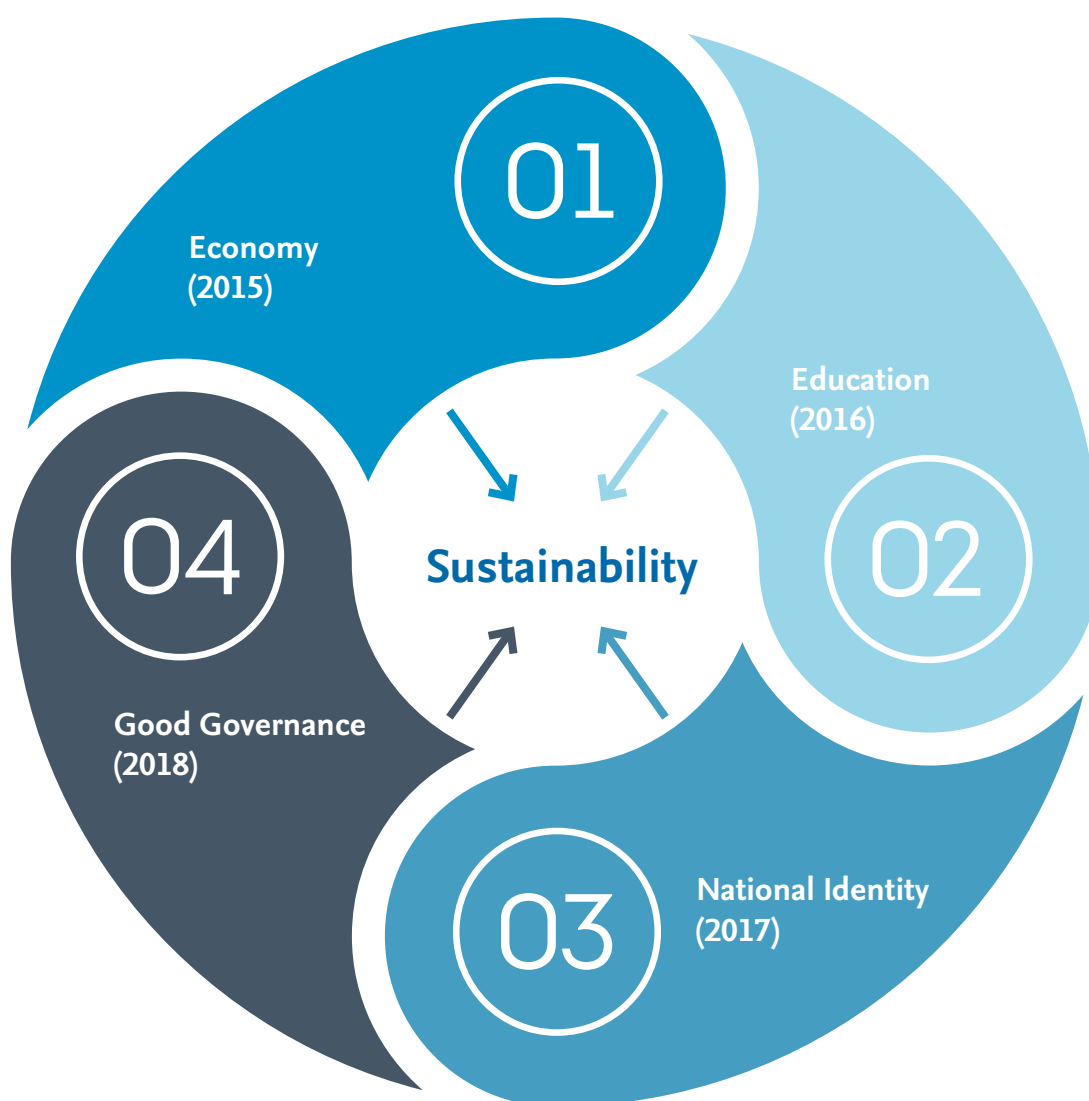 01
Economy
(2015)
Education
(2016)
02
Sustainability
04
Good Governance
(2018)
03
National Identity
(2017)